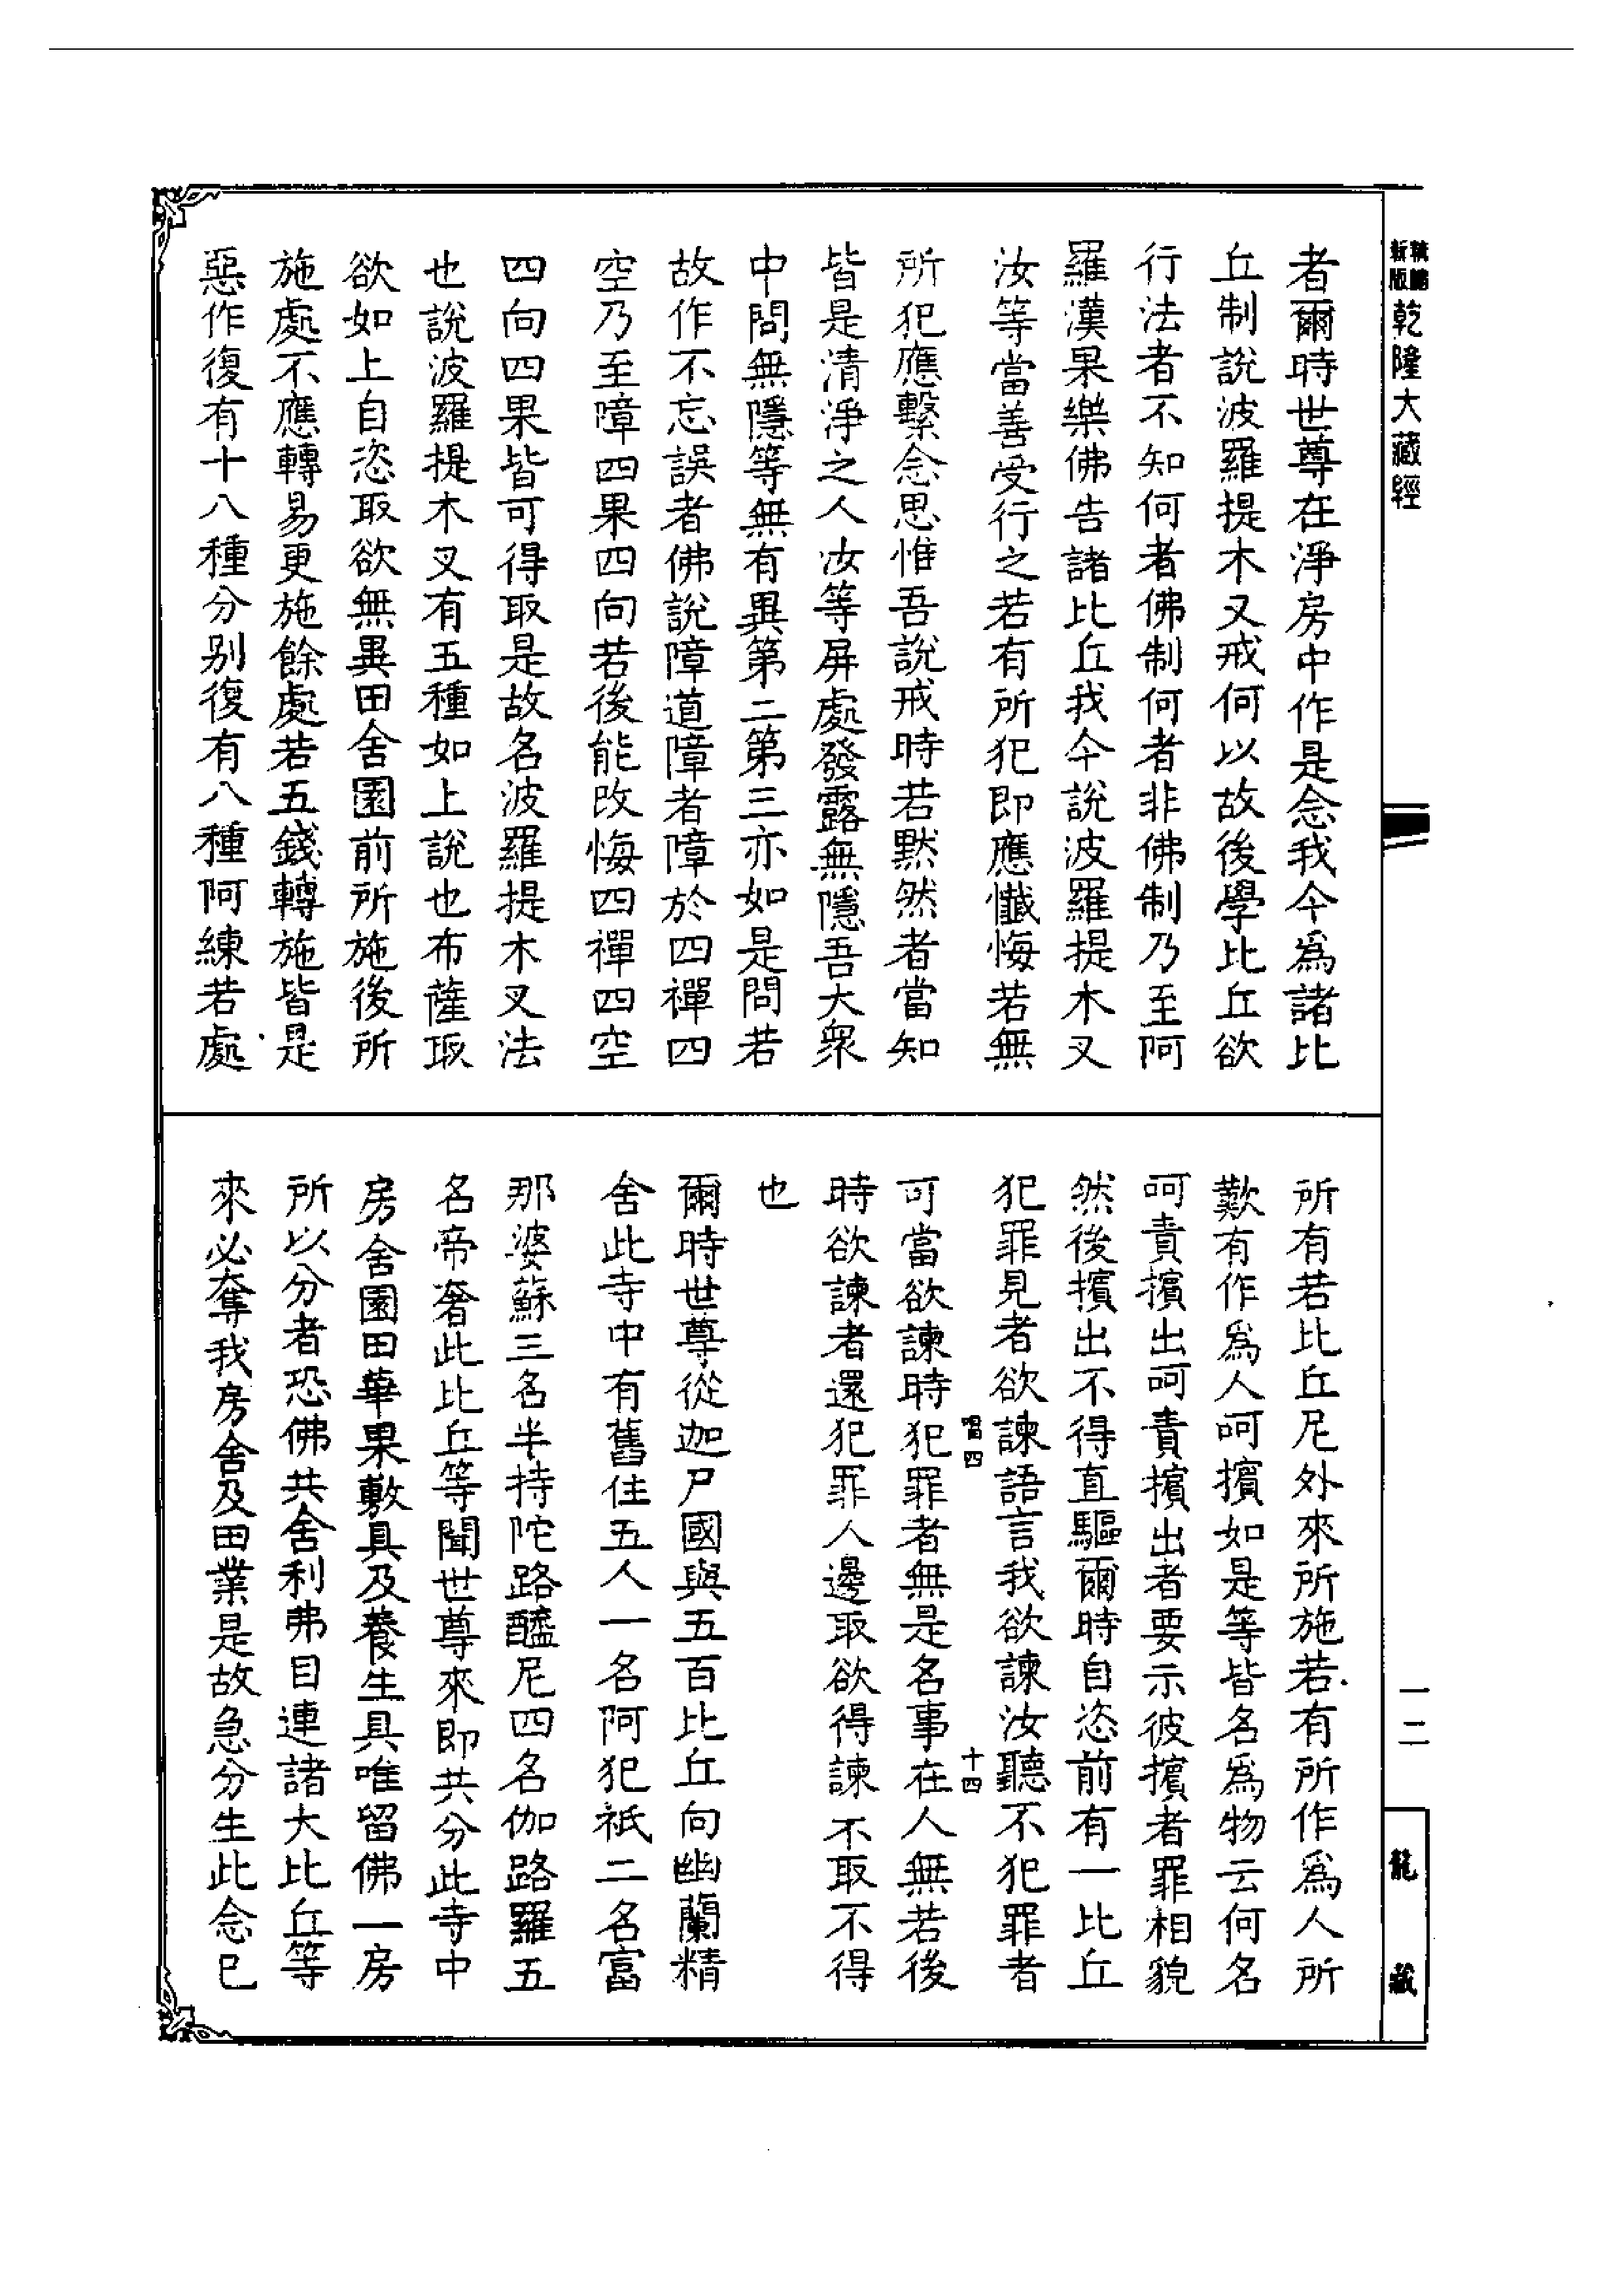 乾隆大藏經
一二
龍藏
者爾時世尊在淨房中作是念我今爲諸比
丘制說波羅提木叉戒何以故後學比丘欲
行法者不知何者佛制何者非佛制乃至阿
羅漢果樂佛告諸比丘我今說波羅提木叉
汝等當善受行之若有所犯即應懺悔若無
所犯應繫念思惟吾說戒時若默然者當知
皆是清淨之人汝等屏處發露無隱吾大衆
中問無隱等無有異第二第三亦如是問若
故作不忘誤者佛說障道障者障於四禪四
空乃至障四果四向若後能改悔四禪四空
四向四果皆可得取是故名波羅提木叉法
也說波羅提木叉有五種如上說也布薩取
欲如上自恣取欲無異田舍園前所施後所
施處不應轉易更施餘處若五錢轉施皆是
惡作復有十八種分別復有八種阿練若處
所有若比丘尼外來所施若有所作爲人所
歎有作爲人呵擯如是等皆名爲物云何名
呵責擯出呵責擯出者要示彼擯者罪相貌
然後擯出不得直驅爾時自恣前有一比丘
犯罪見者欲諫語言我欲諫汝聽不犯罪者
唱四 十四
可當欲諫時犯罪者無是名事在人無若後
時欲諫者還犯罪人邊取欲得諫不取不得
也
爾時世尊從迦尸國與五百比丘向幽蘭精
舍此寺中有舊住五人一名阿犯祇二名富
那婆蘇三名半持陀路醯尼四名伽路羅五
名帝奢此比丘等聞世尊來即共分此寺中
房舍園田華果敷具及養生具唯留佛一房
所以分者恐佛共舍利弗目連諸大比丘等
來必奪我房舍及田業是故急分生此念已